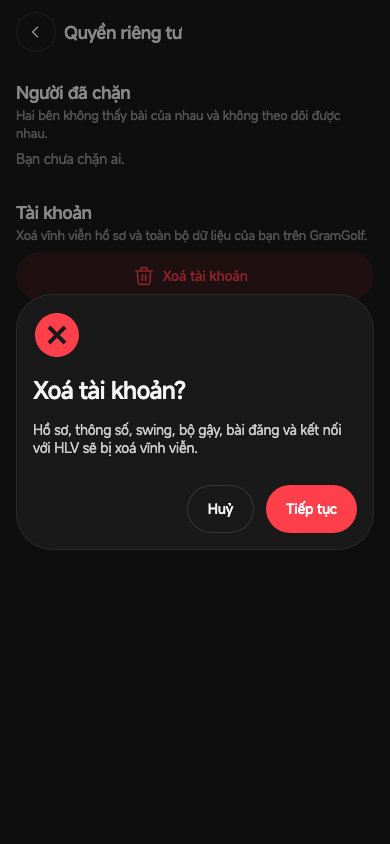 Quyền riêng tư
Người đã chặn
Hai bên không thấy bài của nhau và không theo dõi được
nhau.
Bạn chưa chặn ai.
Tài khoản
Xoá vĩnh viễn hồ sơ và toàn bộ dữ liệu của bạn trên GramGolf.
Xoá tài khoản
Xoá tài khoản?
Hồ sơ, thông số, swing, bộ gậy, bài đăng và kết nối
với HLV sẽ bị xoá vĩnh viễn.
Huỷ
Tiếp tục